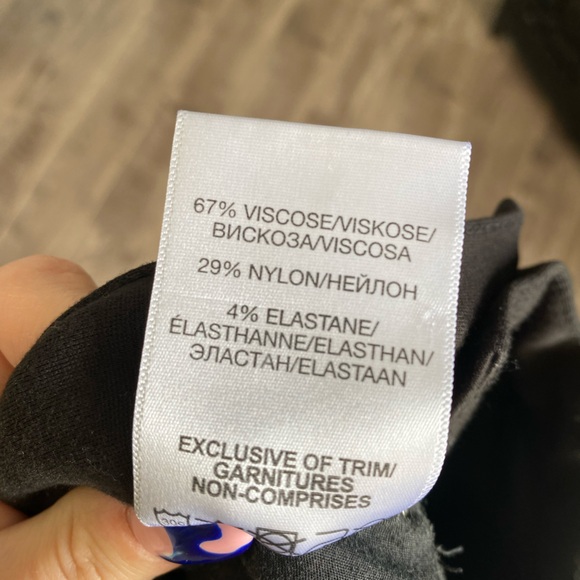 67% VISCOSE/VISKOSE/
ВИСКОЗА/VISCOSA
29% NYLON/НЕЙЛОН
4% ELASTANE/
ÉLASTHANNE/ELASTHAN/
ЭЛАСТАН/ELASTAAN
EXCLUSIVE OF TRIM/
GARNITURES
NON-COMPRISES